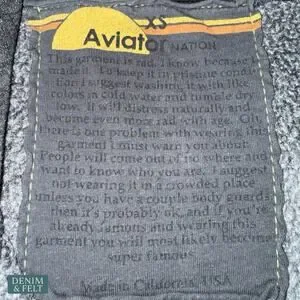 XS
Aviator NATION
This garment is rad. I know because I
made it. To keep it in pristine condi-
tion I suggest washing it with like
colors in cold water and tumble dry
low. It will distress naturally and
become even more rad with age. Oh,
there is one problem with wearing this
garment I must warn you about.
People will come out of no where and
want to know who you are. I suggest
not wearing it in a crowded place
unless you have a couple body guards,
then it's probably ok, and if you're
already famous and wearing this
garment you will most likely become
super famous.
Made in California, USA
DENIM
& FELT